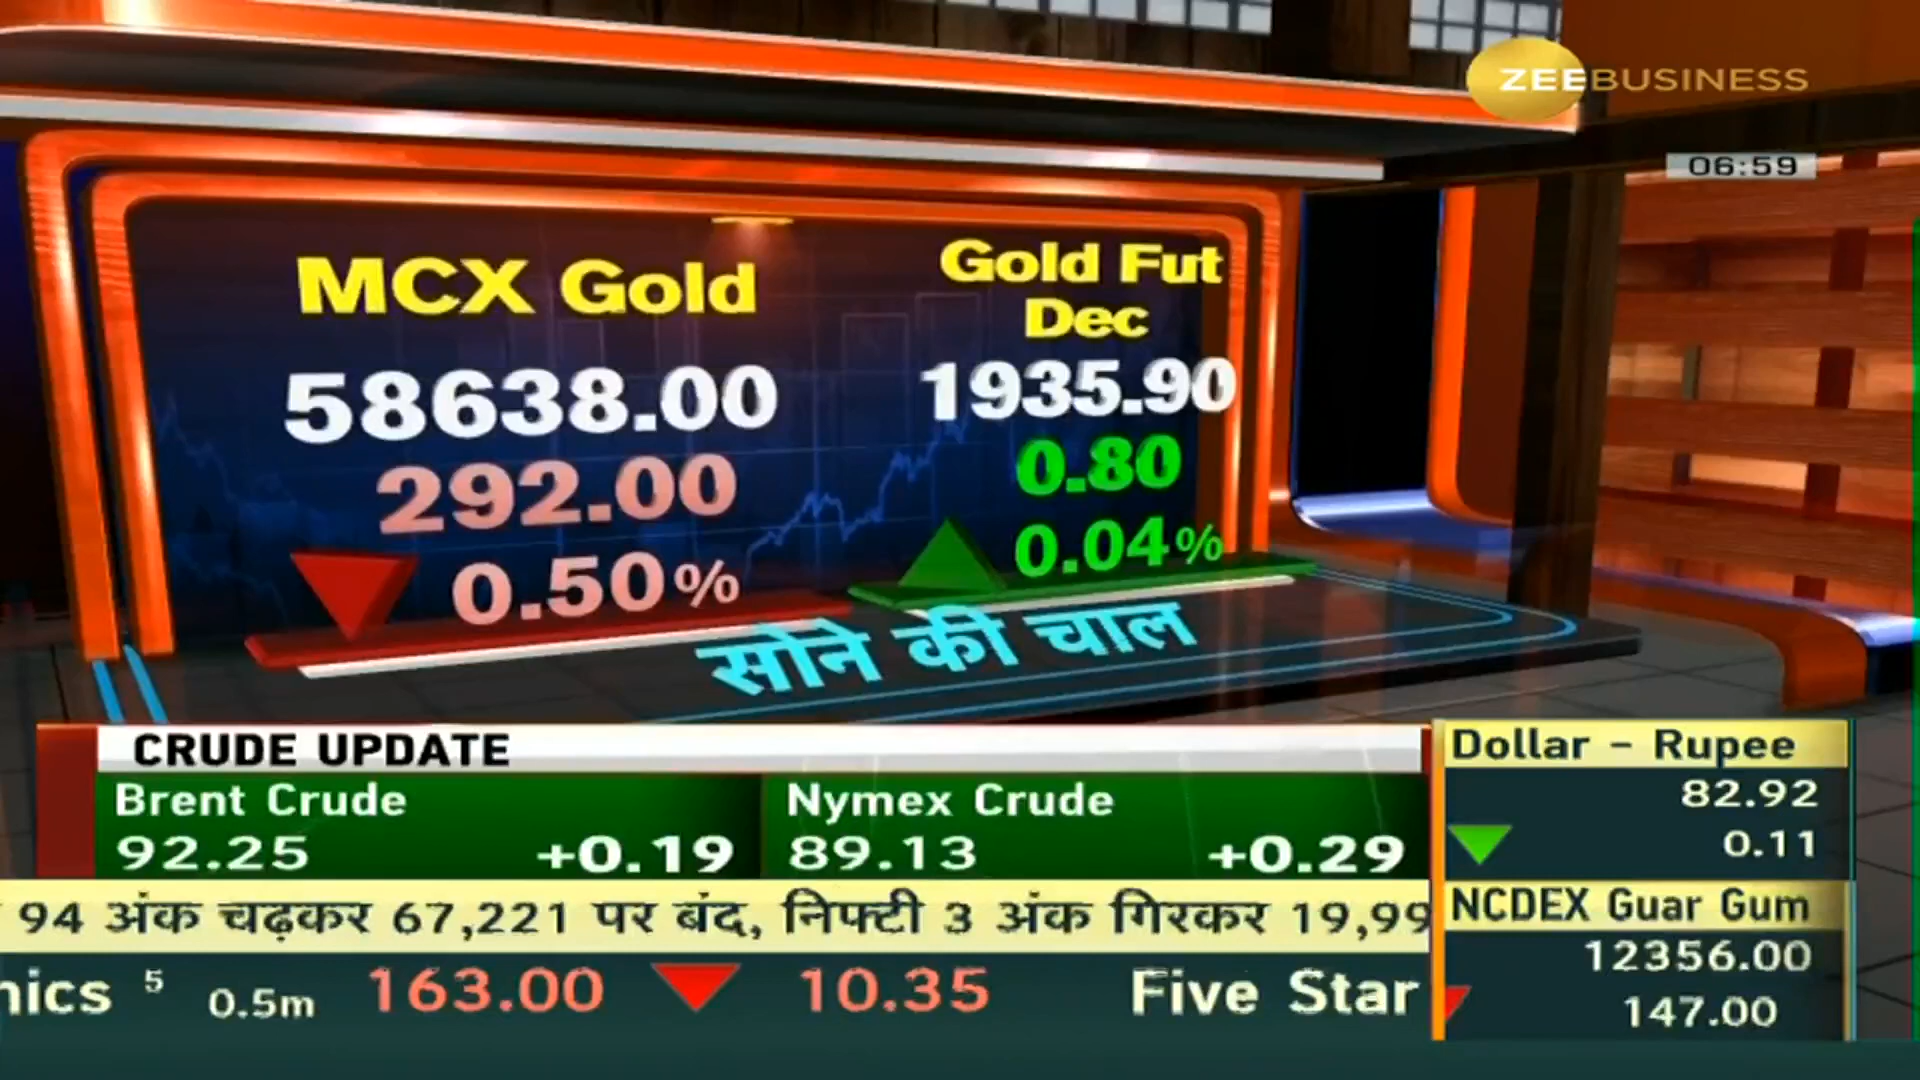 ZEEBUSINESS
06:59
MCX Gold
58638.00
292.00
0.50%
Gold Fut
Dec
1935.90
0.80
0.04%
सोने की चाल
CRUDE UPDATE
Brent Crude
92.25 +0.19
Nymex Crude
89.13 +0.29
Dollar - Rupee
82.92
0.11
NCDEX Guar Gum
12356.00
147.00
94 अंक चढ़कर 67,221 पर बंद, निफ्टी 3 अंक गिरकर 19,99
nics 5 0.5m 163.00 10.35 Five Star